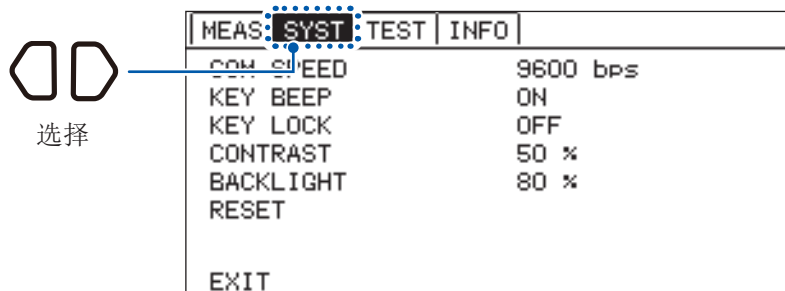 MEAS SYST TEST INFO
COM SPEED 9600 bps
KEY BEEP ON
KEY LOCK OFF
CONTRAST 50 %
BACKLIGHT 80 %
RESET
EXIT
选择